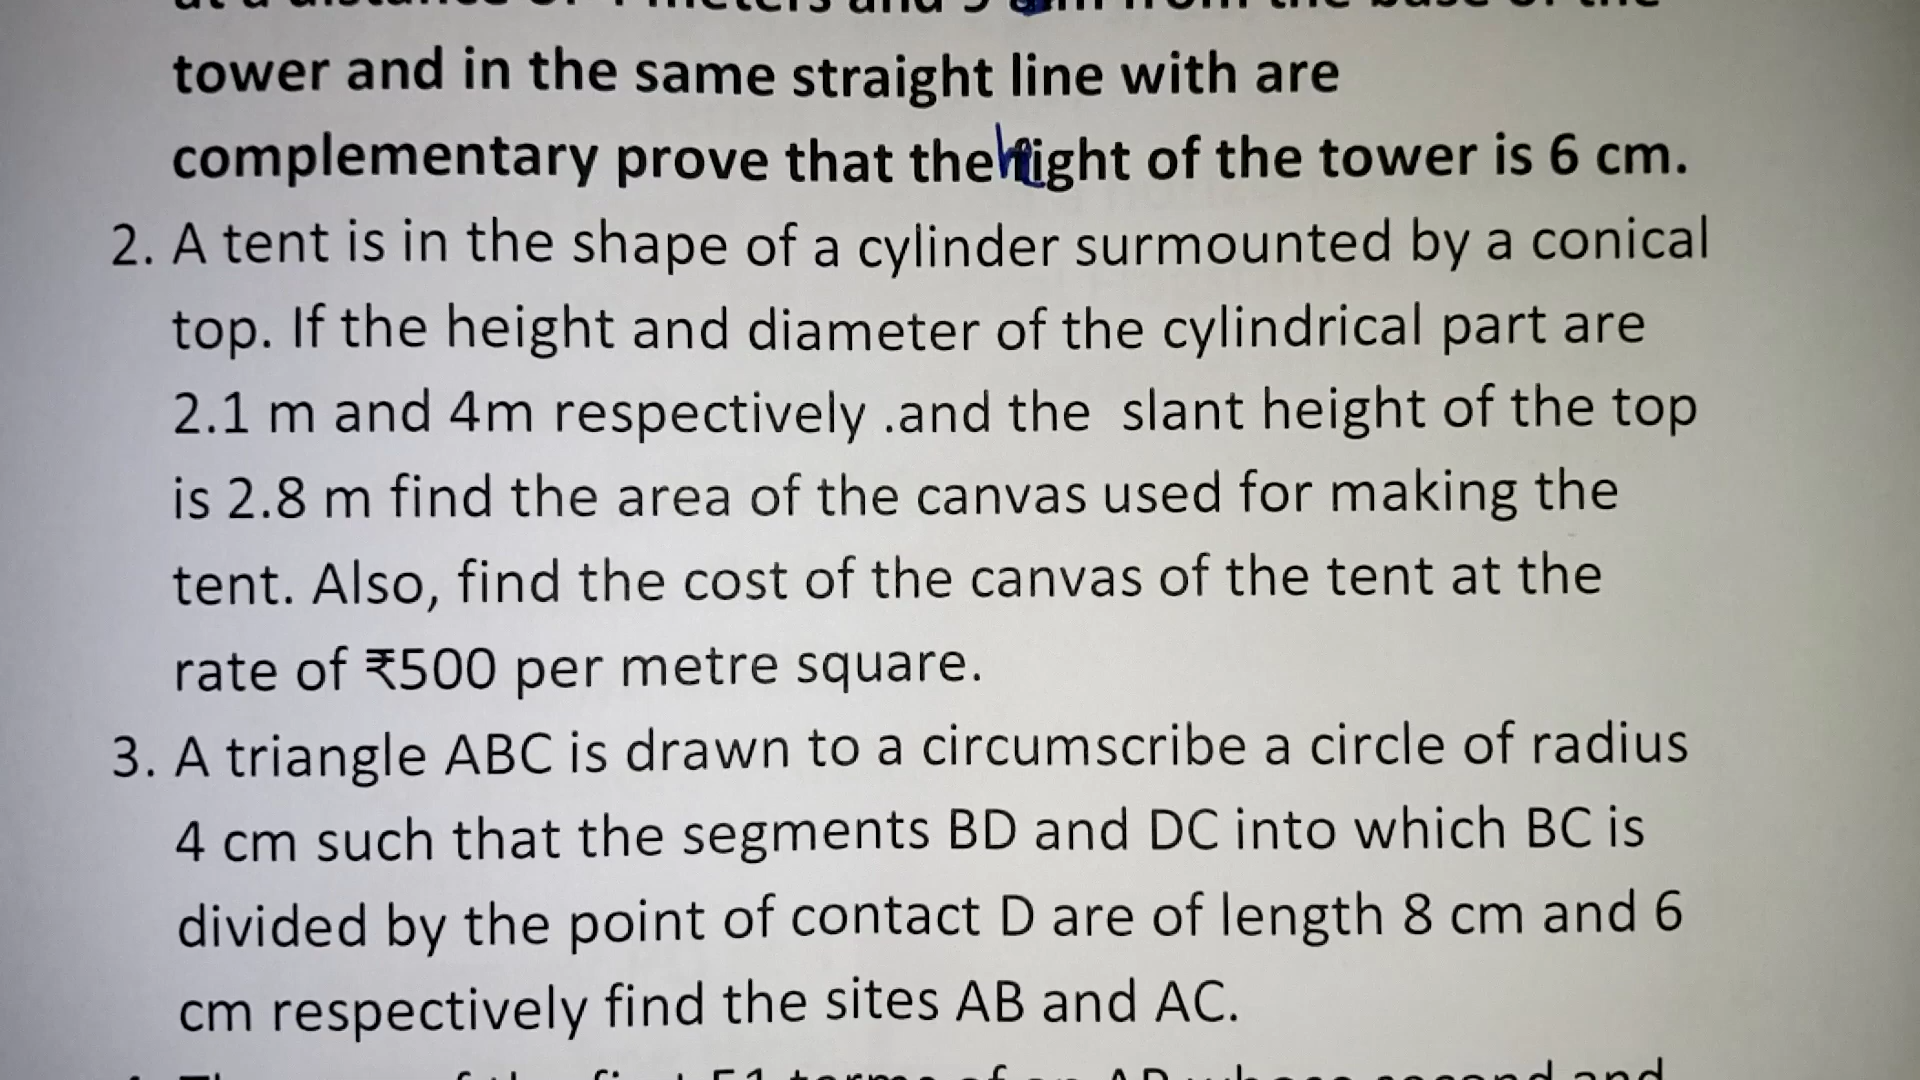 tower and in the same straight line with are
complementary prove that the hight of the tower is 6 cm.
2. A tent is in the shape of a cylinder surmounted by a conical
top. If the height and diameter of the cylindrical part are
2.1 m and 4m respectively .and the slant height of the top
is 2.8 m find the area of the canvas used for making the
tent. Also, find the cost of the canvas of the tent at the
rate of ₹500 per metre square.
3. A triangle ABC is drawn to a circumscribe a circle of radius
4 cm such that the segments BD and DC into which BC is
divided by the point of contact D are of length 8 cm and 6
cm respectively find the sites AB and AC.